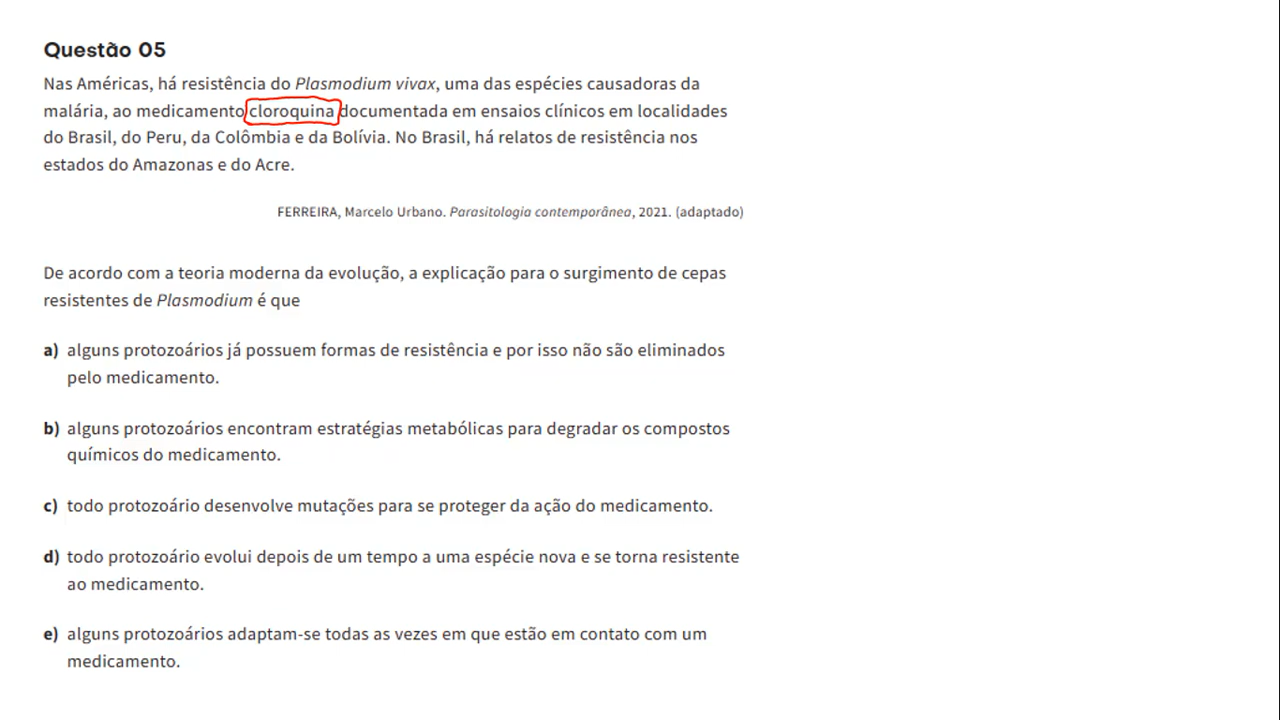 Questão 05
Nas Américas, há resistência do Plasmodium vivax, uma das espécies causadoras da
malária, ao medicamento cloroquina documentada em ensaios clínicos em localidades
do Brasil, do Peru, da Colômbia e da Bolívia. No Brasil, há relatos de resistência nos
estados do Amazonas e do Acre.
FERREIRA, Marcelo Urbano. Parasitologia contemporânea, 2021. (adaptado)
De acordo com a teoria moderna da evolução, a explicação para o surgimento de cepas
resistentes de Plasmodium é que
a) alguns protozoários já possuem formas de resistência e por isso não são eliminados
pelo medicamento.
b) alguns protozoários encontram estratégias metabólicas para degradar os compostos
químicos do medicamento.
c) todo protozoário desenvolve mutações para se proteger da ação do medicamento.
d) todo protozoário evolui depois de um tempo a uma espécie nova e se torna resistente
ao medicamento.
e) alguns protozoários adaptam-se todas as vezes em que estão em contato com um
medicamento.